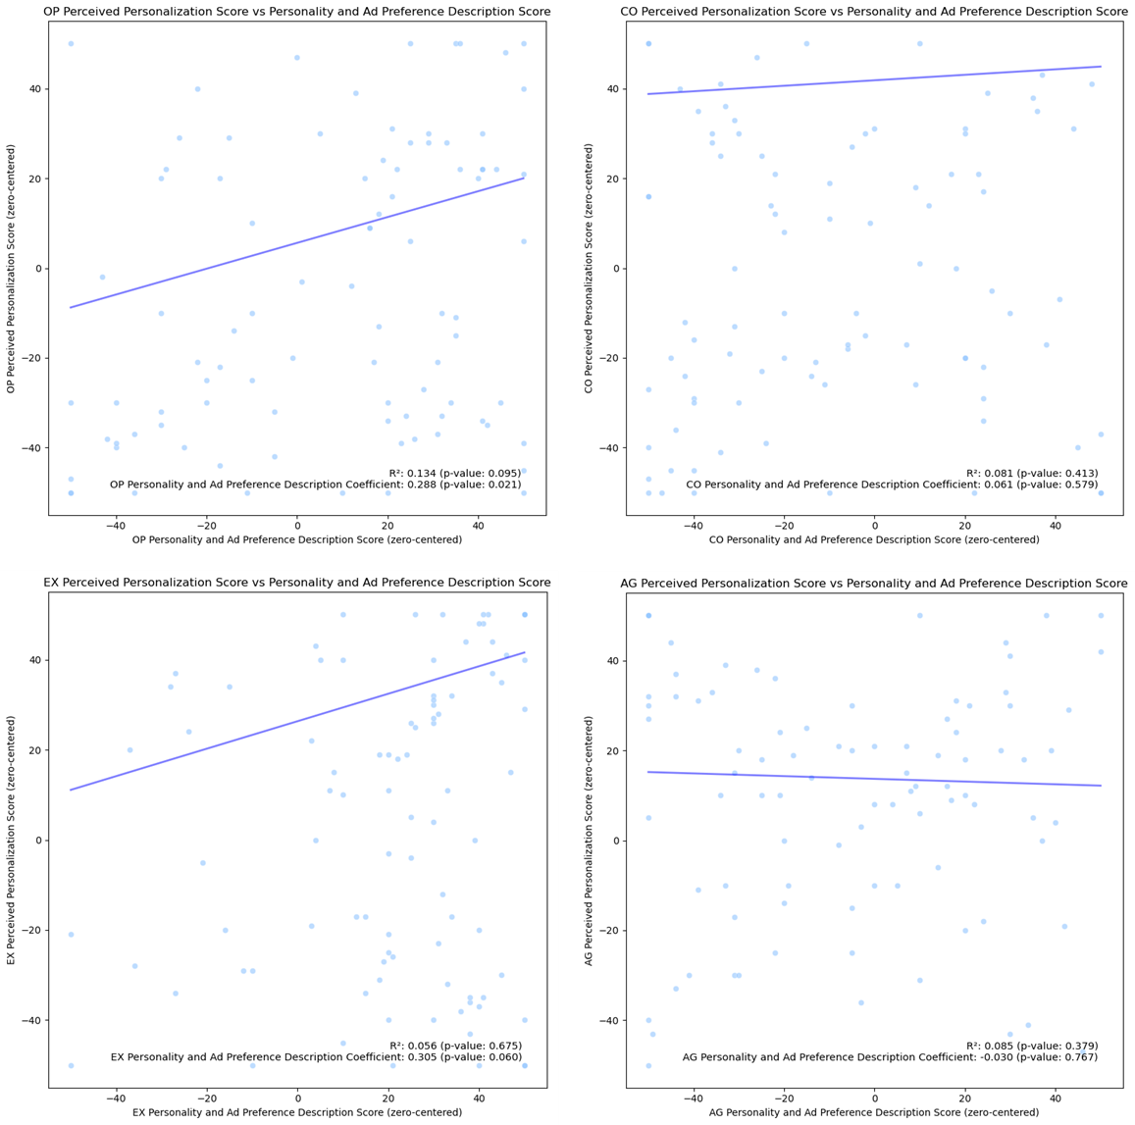 OP Perceived Personalization Score vs Personality and Ad Preference Description Score
OP Perceived Personalization Score (zero-centered)
40
20
0
−20
−40
R²: 0.134 (p-value: 0.095)
OP Personality and Ad Preference Description Coefficient: 0.288 (p-value: 0.021)
−40 −20 0 20 40
OP Personality and Ad Preference Description Score (zero-centered)
CO Perceived Personalization Score vs Personality and Ad Preference Description Score
CO Perceived Personalization Score (zero-centered)
40
20
0
−20
−40
R²: 0.081 (p-value: 0.413)
CO Personality and Ad Preference Description Coefficient: 0.061 (p-value: 0.579)
−40 −20 0 20 40
CO Personality and Ad Preference Description Score (zero-centered)
EX Perceived Personalization Score vs Personality and Ad Preference Description Score
EX Perceived Personalization Score (zero-centered)
40
20
0
−20
−40
R²: 0.056 (p-value: 0.675)
EX Personality and Ad Preference Description Coefficient: 0.305 (p-value: 0.060)
−40 −20 0 20 40
EX Personality and Ad Preference Description Score (zero-centered)
AG Perceived Personalization Score vs Personality and Ad Preference Description Score
AG Perceived Personalization Score (zero-centered)
40
20
0
−20
−40
R²: 0.085 (p-value: 0.379)
AG Personality and Ad Preference Description Coefficient: -0.030 (p-value: 0.767)
−40 −20 0 20 40
AG Personality and Ad Preference Description Score (zero-centered)